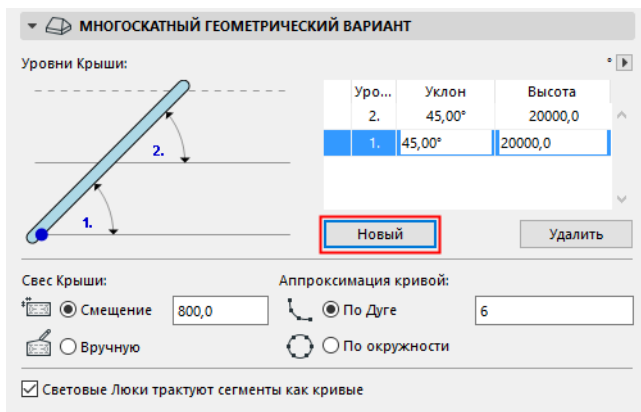 МНОГОСКАТНЫЙ ГЕОМЕТРИЧЕСКИЙ ВАРИАНТ
Уровни Крыши: °
Уро... Уклон Высота
2. 45,00° 20000,0
1. 45,00° 20000,0
2.
1.
Новый Удалить
Свес Крыши: Аппроксимация кривой:
Смещение 800,0 По Дуге 6
Вручную По окружности
Световые Люки трактуют сегменты как кривые